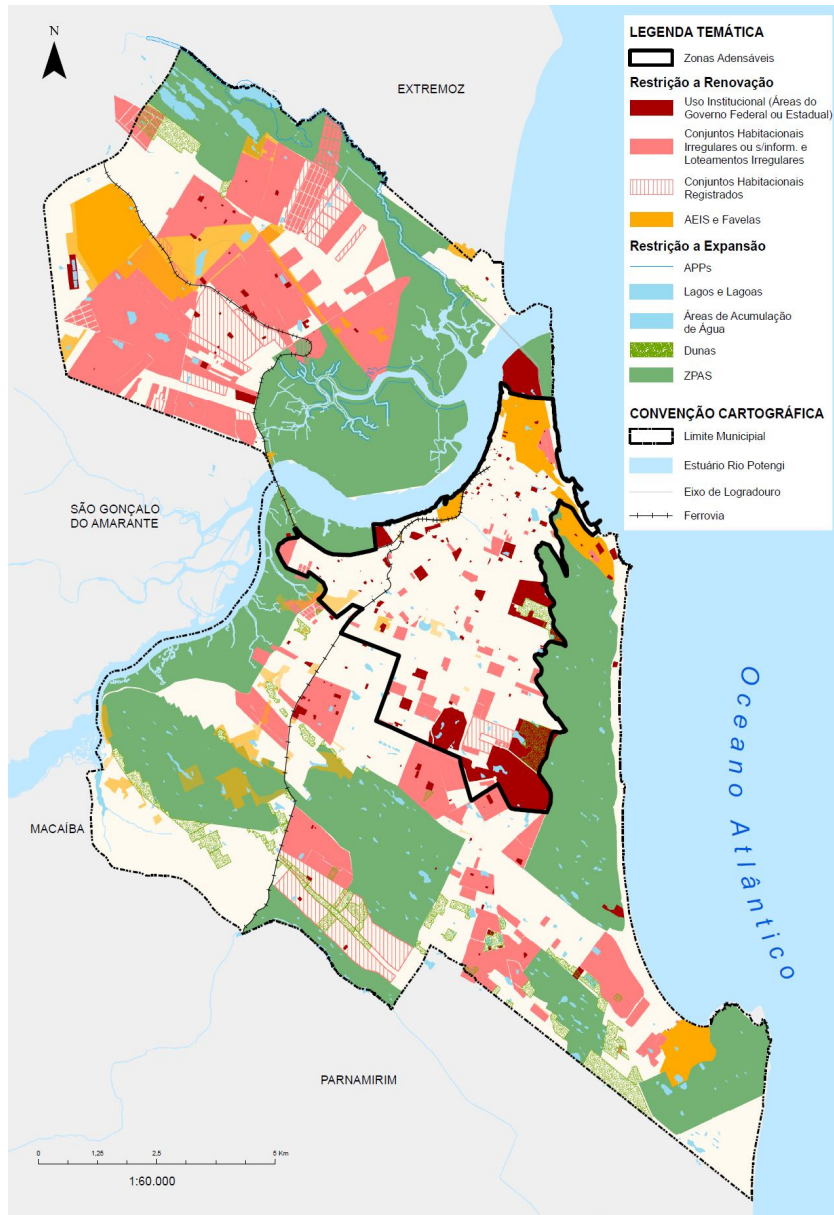 N
EXTREMOZ
SÃO GONÇALO
DO AMARANTE
MACAÍBA
PARNAMIRIM
Oceano Atlântico
0 1,25 2,5 5 Km
1:60.000
LEGENDA TEMÁTICA
Zonas Adensáveis
Restrição a Renovação
Uso Institucional (Áreas do
Governo Federal ou Estadual)
Conjuntos Habitacionais
Irregulares ou s/inform. e
Loteamentos Irregulares
Conjuntos Habitacionais
Registrados
AEIS e Favelas
Restrição a Expansão
APPs
Lagos e Lagoas
Áreas de Acumulação
de Água
Dunas
ZPAS
CONVENÇÃO CARTOGRÁFICA
Limite Municipial
Estuário Rio Potengi
Eixo de Logradouro
Ferrovia